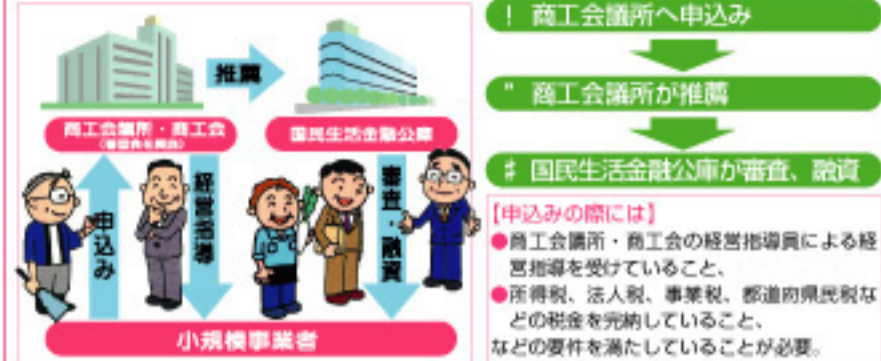 推薦
商工会議所・商工会
国民生活金融公庫
申込み
経営指導
審査・融資
小規模事業者
! 商工会議所へ申込み
" 商工会議所が推薦
# 国民生活金融公庫が審査、融資
【申込みの際には】
●商工会議所・商工会の経営指導員による経
営指導を受けていること、
●所得税、法人税、事業税、都道府県民税な
どの税金を完納していること、
などの要件を満たしていることが必要。